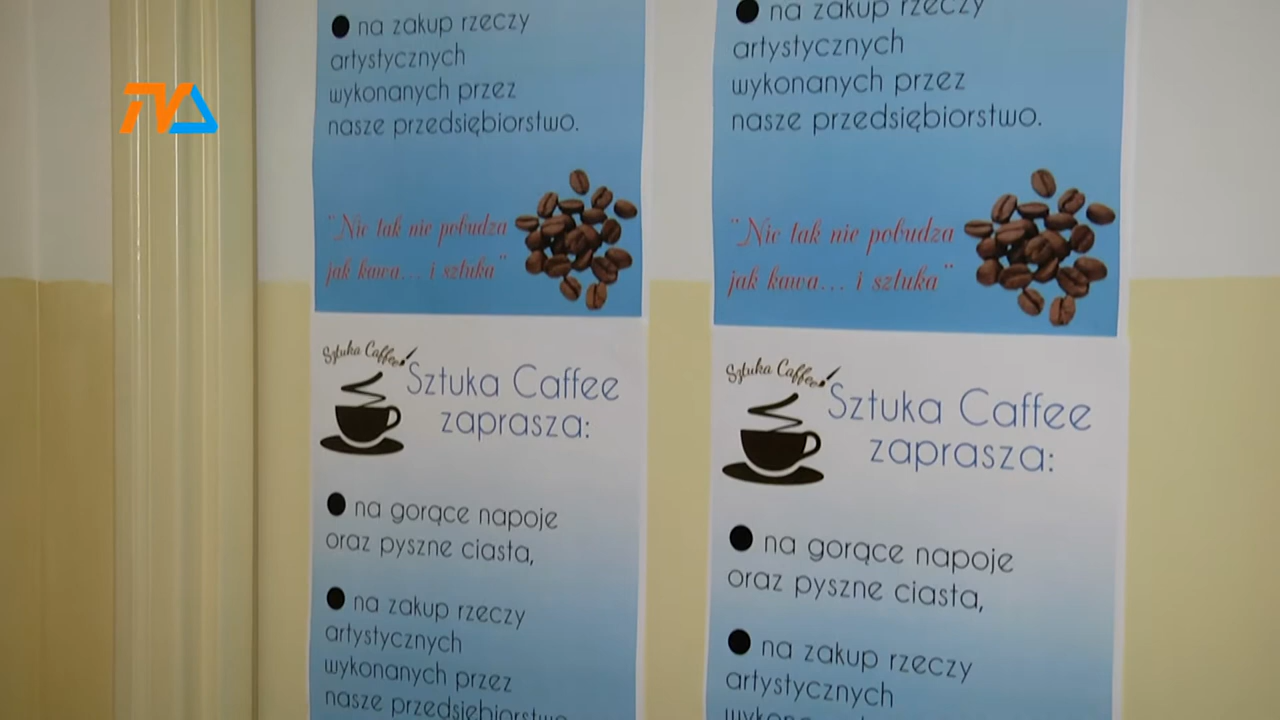 TVA
● na zakup rzeczy
artystycznych
wykonanych przez
nasze przedsiębiorstwo.
"Nic tak nie pobudza
jak kawa... i sztuka"
Sztuka Caffee
Sztuka Caffee
zaprasza:
● na gorące napoje
oraz pyszne ciasta,
● na zakup rzeczy
artystycznych
wykonanych przez
nasze przedsiębiorstwo.
● na zakup rzeczy
artystycznych
wykonanych przez
nasze przedsiębiorstwo.
"Nic tak nie pobudza
jak kawa... i sztuka"
Sztuka Caffee
Sztuka Caffee
zaprasza:
● na gorące napoje
oraz pyszne ciasta,
● na zakup rzeczy
artystycznych